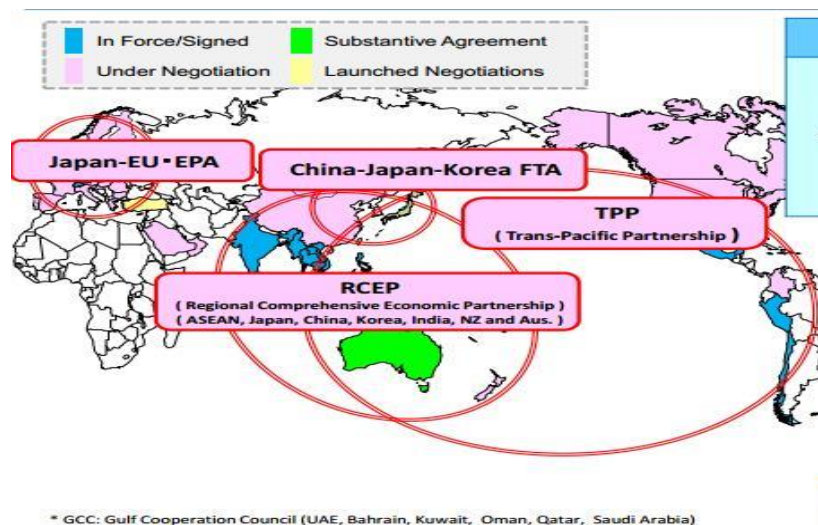 In Force/Signed
Substantive Agreement
Under Negotiation
Launched Negotiations
Japan-EU・EPA
China-Japan-Korea FTA
TPP
( Trans-Pacific Partnership )
RCEP
( Regional Comprehensive Economic Partnership )
( ASEAN, Japan, China, Korea, India, NZ and Aus. )
* GCC: Gulf Cooperation Council (UAE, Bahrain, Kuwait, Oman, Qatar, Saudi Arabia)